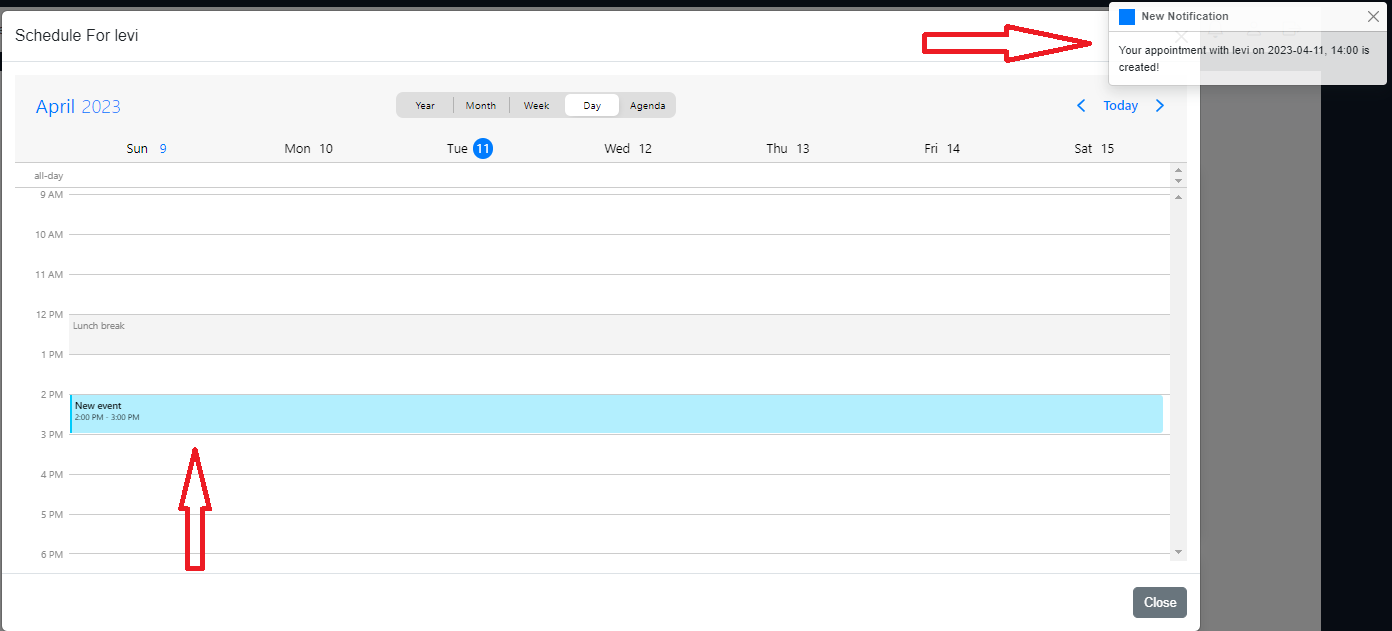 New Notification
Your appointment with levi on 2023-04-11, 14:00 is
created!
Schedule For levi
April 2023
Year Month Week Day Agenda
Today
Sun 9 Mon 10 Tue 11 Wed 12 Thu 13 Fri 14 Sat 15
all-day
9 AM
10 AM
11 AM
12 PM
Lunch break
1 PM
2 PM
New event
2:00 PM - 3:00 PM
3 PM
4 PM
5 PM
6 PM
Close